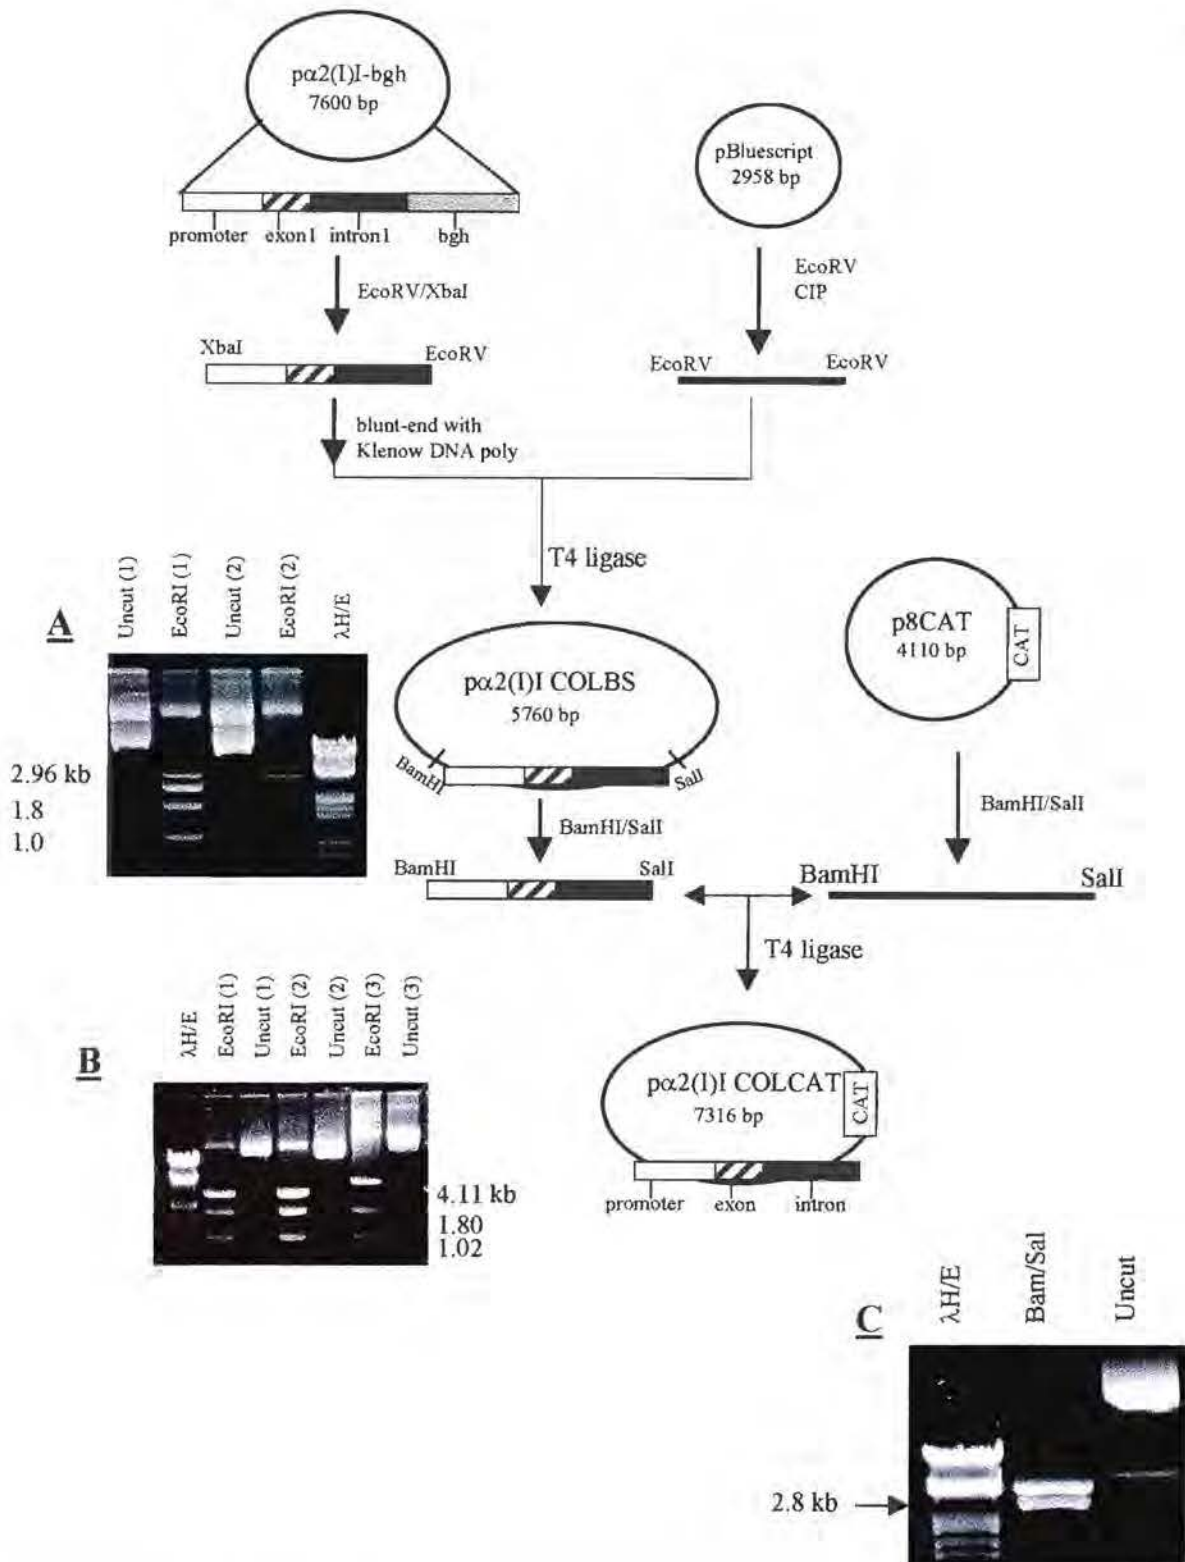 pα2(I)I-bgh
7600 bp
promoter exon1 intron1 bgh
EcoRV/XbaI
XbaI
EcoRV
blunt-end with
Klenow DNA poly
pBluescript
2958 bp
EcoRV
CIP
EcoRV
EcoRV
T4 ligase
A
Uncut (1)
EcoRI (1)
Uncut (2)
EcoRI (2)
λH/E
2.96 kb
1.8
1.0
pα2(I)I COLBS
5760 bp
BamHI
SalI
BamHI/SalI
BamHI
SalI
p8CAT
4110 bp
CAT
BamHI/SalI
BamHI
SalI
T4 ligase
B
λH/E
EcoRI (1)
Uncut (1)
EcoRI (2)
Uncut (2)
EcoRI (3)
Uncut (3)
4.11 kb
1.80
1.02
pα2(I)I COLCAT
7316 bp
CAT
promoter exon intron
C
λH/E
Bam/Sal
Uncut
2.8 kb